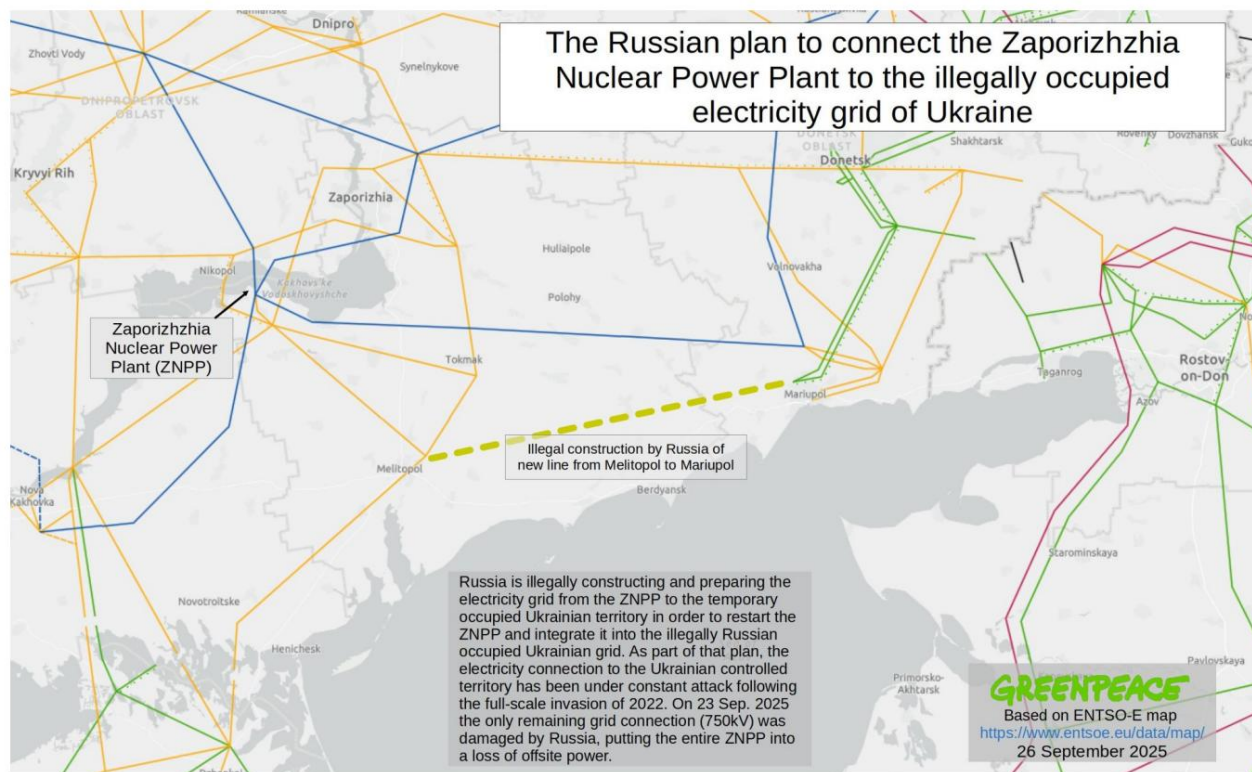 The Russian plan to connect the Zaporizhzhia
Nuclear Power Plant to the illegally occupied
electricity grid of Ukraine
Dnipro
Zhovti Vody
Synelnykove
DNIPROPETROVSK
OBLAST
DONETSK
OBLAST
Donetsk
Shakhtarsk
Rovenky
Dovzhansk
Kryvyi Rih
Zaporizhia
Huliaipole
Volnovakha
Nikopol
Kakhovs'ke
Vodoskhovyshche
Polohy
Zaporizhzhia
Nuclear Power
Plant (ZNPP)
Tokmak
Taganrog
Rostov-
on-Don
Azov
Mariupol
Illegal construction by Russia of
new line from Melitopol to Mariupol
Melitopol
Nova
Kakhovka
Berdyansk
Starominskaya
Russia is illegally constructing and preparing the
electricity grid from the ZNPP to the temporary
occupied Ukrainian territory in order to restart the
ZNPP and integrate it into the illegally Russian
occupied Ukrainian grid. As part of that plan, the
electricity connection to the Ukrainian controlled
territory has been under constant attack following
the full-scale invasion of 2022. On 23 Sep. 2025
the only remaining grid connection (750kV) was
damaged by Russia, putting the entire ZNPP into
a loss of offsite power.
Novotroitske
Henichesk
Primorsko-
Akhtarsk
Pavlovskaya
GREENPEACE
Based on ENTSO-E map
https://www.entsoe.eu/data/map/
26 September 2025